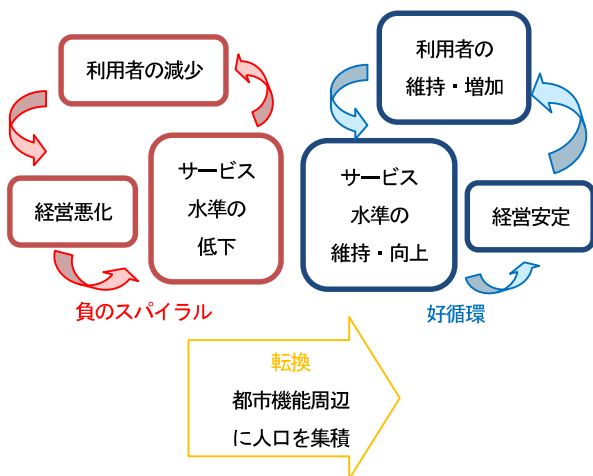 利用者の減少
経営悪化
サービス
水準の
低下
負のスパイラル
利用者の
維持・増加
サービス
水準の
維持・向上
経営安定
好循環
転換
都市機能周辺
に人口を集積